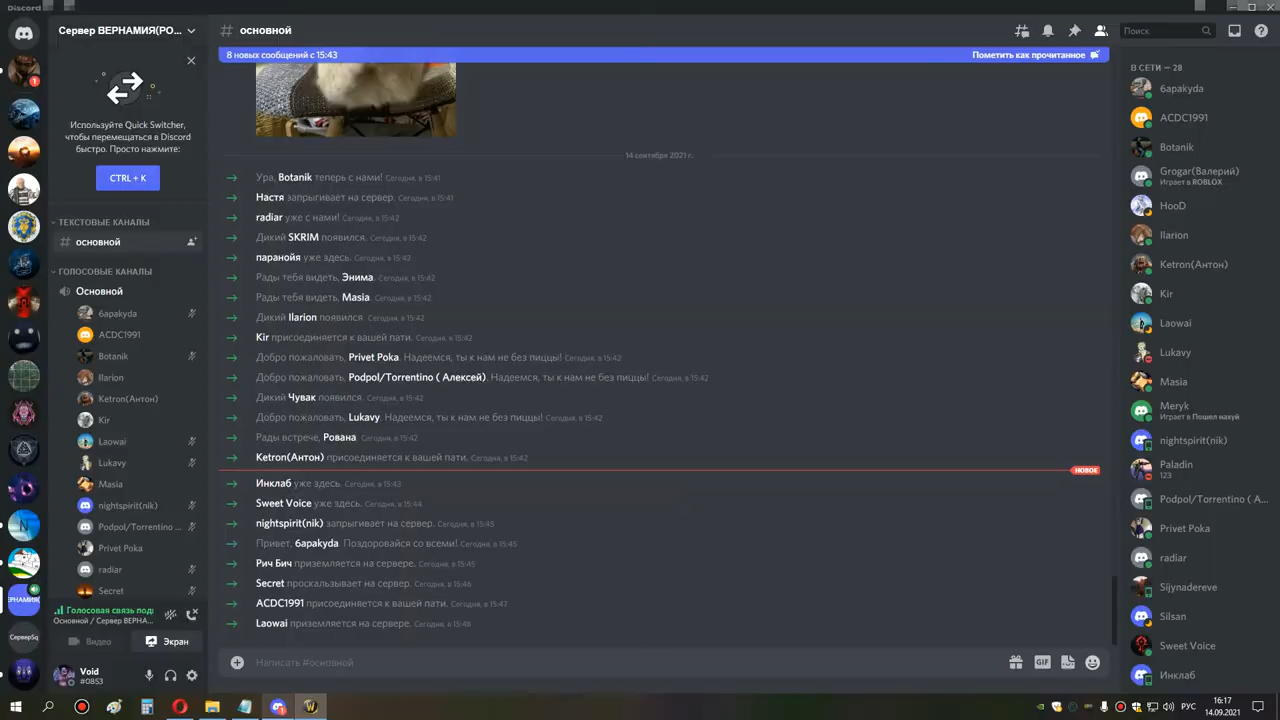 Discord
Сервер ВЕРНАМИЯ(РО...
Используйте Quick Switcher,
чтобы перемещаться в Discord
быстро. Просто нажмите:
CTRL + K
ТЕКСТОВЫЕ КАНАЛЫ
основной
ГОЛОСОВЫЕ КАНАЛЫ
Основной
6apakyda
ACDC1991
Botanik
Ilarion
Ketron(Антон)
Kir
Laowai
Lukavy
Masia
nightspirit(nik)
Podpol/Torrentino ...
Privet Poka
radiar
Secret
Голосовая связь под
Основной / Сервер ВЕРНА...
Видео
Экран
Void
#0853
1
ЕРНАМИЯ(
СерверSq
# основной
Поиск
8 новых сообщений с 15:43
Пометить как прочитанное
14 сентября 2021 г.
Ура, Botanik теперь с нами! Сегодня, в 15:41
Настя запрыгивает на сервер. Сегодня, в 15:41
radiar уже с нами! Сегодня, в 15:42
Дикий SKRIM появился. Сегодня, в 15:42
паранойя уже здесь. Сегодня, в 15:42
Рады тебя видеть, Энима. Сегодня, в 15:42
Рады тебя видеть, Masia. Сегодня, в 15:42
Дикий Ilarion появился. Сегодня, в 15:42
Kir присоединяется к вашей пати. Сегодня, в 15:42
Добро пожаловать, Privet Poka. Надеемся, ты к нам не без пиццы! Сегодня, в 15:42
Добро пожаловать, Podpol/Torrentino ( Алексей). Надеемся, ты к нам не без пиццы! Сегодня, в 15:42
Дикий Чувак появился. Сегодня, в 15:42
Добро пожаловать, Lukavy. Надеемся, ты к нам не без пиццы! Сегодня, в 15:42
Рады встрече, Рована. Сегодня, в 15:42
Ketron(Антон) присоединяется к вашей пати. Сегодня, в 15:42
НОВОЕ
Инклаб уже здесь. Сегодня, в 15:43
Sweet Voice уже здесь. Сегодня, в 15:44
nightspirit(nik) запрыгивает на сервер. Сегодня, в 15:45
Привет, 6apakyda. Поздоровайся со всеми! Сегодня, в 15:45
Рич Бич приземляется на сервере. Сегодня, в 15:45
Secret проскальзывает на сервер. Сегодня, в 15:46
ACDC1991 присоединяется к вашей пати. Сегодня, в 15:47
Laowai приземляется на сервере. Сегодня, в 15:48
Написать #основной
GIF
В СЕТИ — 28
6apakyda
ACDC1991
Botanik
Grogar(Валерий)
Играет в ROBLOX
HooD
Ilarion
Ketron(Антон)
Kir
Laowai
Lukavy
Masia
Meryk
Играет в Пошел нахуй
nightspirit(nik)
Paladin
123
Podpol/Torrentino ( А...
Privet Poka
radiar
Sijynadereve
Silsan
Sweet Voice
Инклаб
РУС
16:17
14.09.2021